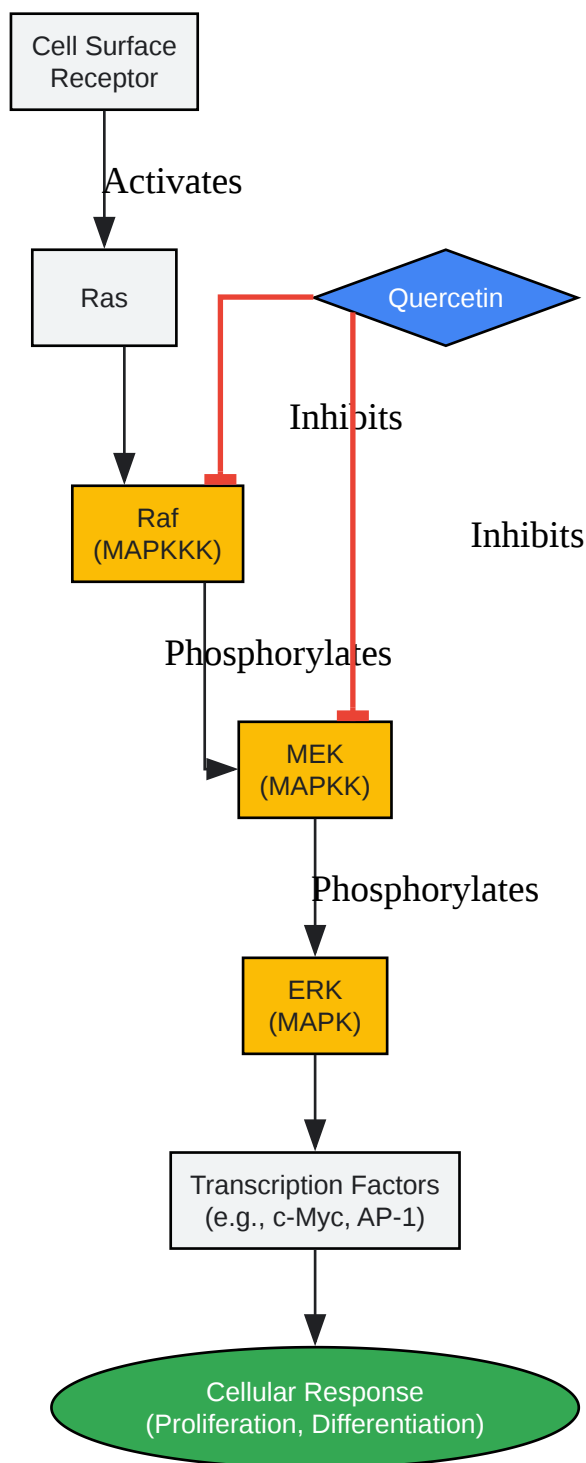 Cell Surface
Receptor
Activates
Ras
Quercetin
Inhibits
Raf
(MAPKKK)
Inhibits
Phosphorylates
MEK
(MAPKK)
Phosphorylates
ERK
(MAPK)
Transcription Factors
(e.g., c-Myc, AP-1)
Cellular Response
(Proliferation, Differentiation)